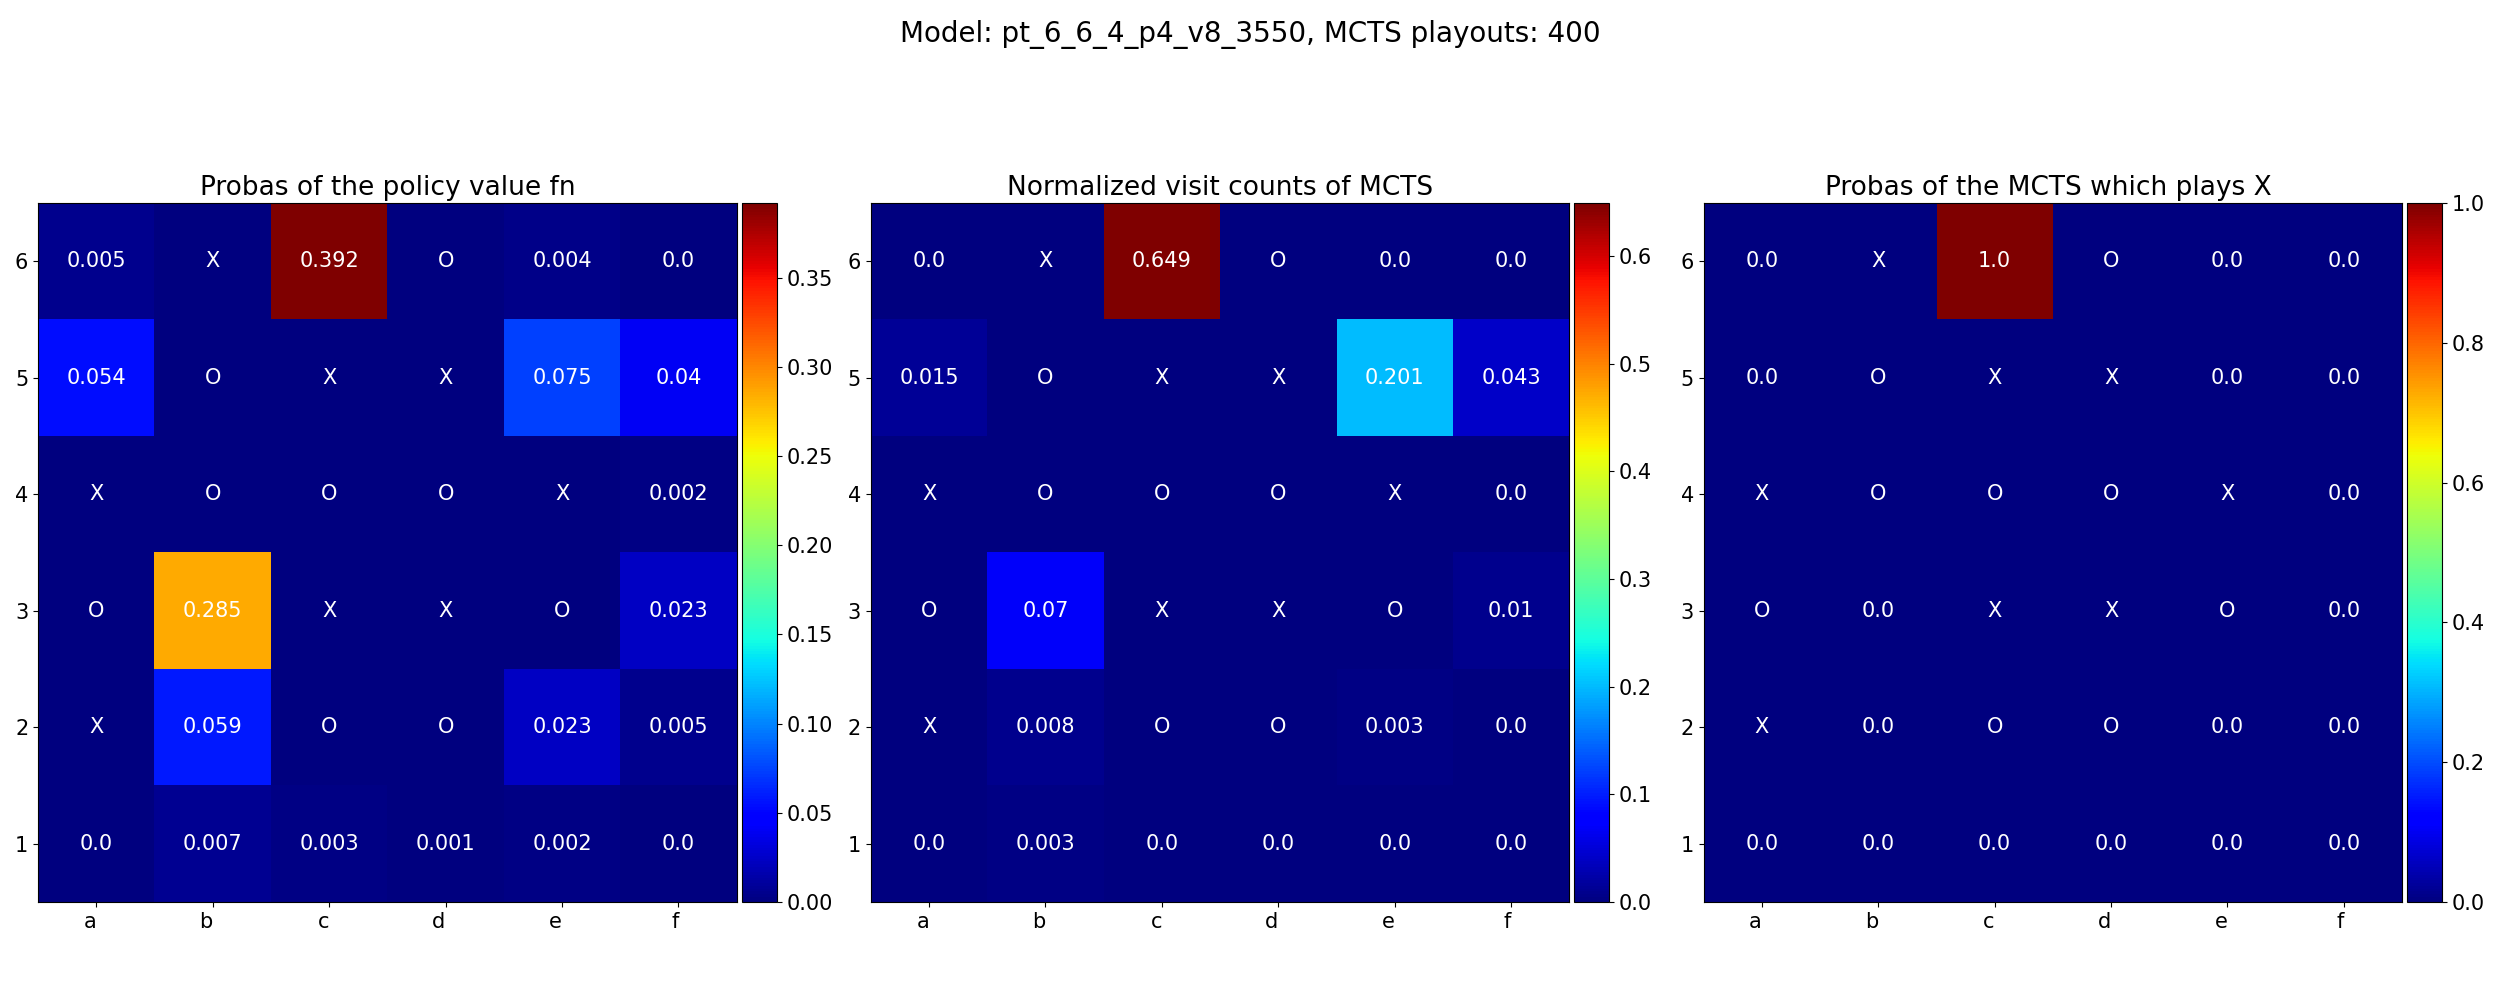 Model: pt_6_6_4_p4_v8_3550, MCTS playouts: 400
Probas of the policy value fn
6 0.005 X 0.392 O 0.004 0.0
5 0.054 O X X 0.075 0.04
4 X O O O X 0.002
3 O 0.285 X X O 0.023
2 X 0.059 O O 0.023 0.005
1 0.0 0.007 0.003 0.001 0.002 0.0
a b c d e f
0.35
0.30
0.25
0.20
0.15
0.10
0.05
0.00
Normalized visit counts of MCTS
6 0.0 X 0.649 O 0.0 0.0
5 0.015 O X X 0.201 0.043
4 X O O O X 0.0
3 O 0.07 X X O 0.01
2 X 0.008 O O 0.003 0.0
1 0.0 0.003 0.0 0.0 0.0 0.0
a b c d e f
0.6
0.5
0.4
0.3
0.2
0.1
0.0
Probas of the MCTS which plays X
6 0.0 X 1.0 O 0.0 0.0
5 0.0 O X X 0.0 0.0
4 X O O O X 0.0
3 O 0.0 X X O 0.0
2 X 0.0 O O 0.0 0.0
1 0.0 0.0 0.0 0.0 0.0 0.0
a b c d e f
1.0
0.8
0.6
0.4
0.2
0.0